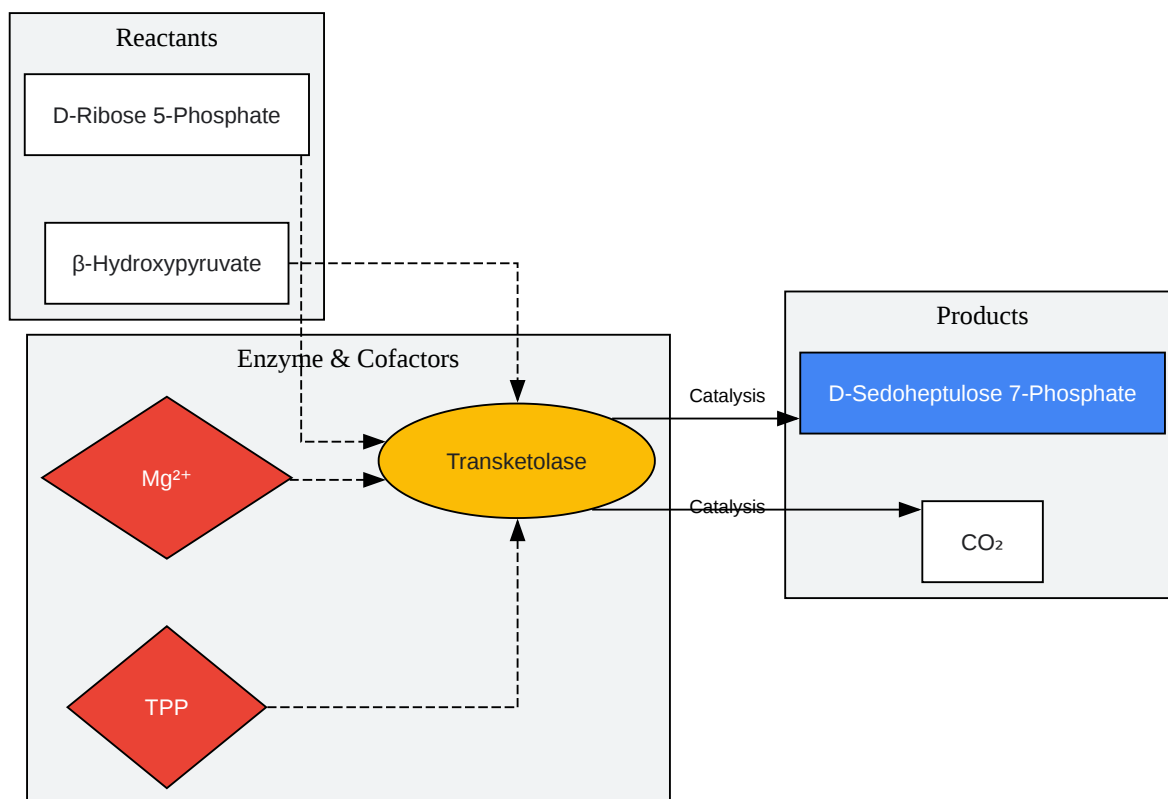 Reactants
D-Ribose 5-Phosphate
β-Hydroxypyruvate
Enzyme & Cofactors
Mg²⁺
TPP
Transketolase
Catalysis
Catalysis
Products
D-Sedoheptulose 7-Phosphate
CO₂